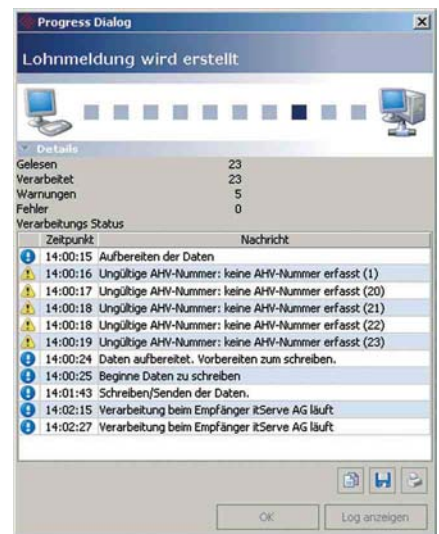 Progress Dialog
Lohnmeldung wird erstellt
Details
Gelesen 23
Verarbeitet 23
Warnungen 5
Fehler 0
Verarbeitungs Status
Zeitpunkt Nachricht
14:00:15 Aufbereiten der Daten
14:00:16 Ungültige AHV-Nummer: keine AHV-Nummer erfasst (1)
14:00:17 Ungültige AHV-Nummer: keine AHV-Nummer erfasst (20)
14:00:18 Ungültige AHV-Nummer: keine AHV-Nummer erfasst (21)
14:00:18 Ungültige AHV-Nummer: keine AHV-Nummer erfasst (22)
14:00:19 Ungültige AHV-Nummer: keine AHV-Nummer erfasst (23)
14:00:24 Daten aufbereitet. Vorbereiten zum schreiben.
14:00:25 Beginne Daten zu schreiben
14:01:43 Schreiben/Senden der Daten.
14:02:15 Verarbeitung beim Empfänger itServe AG läuft
14:02:27 Verarbeitung beim Empfänger itServe AG läuft
OK Log anzeigen